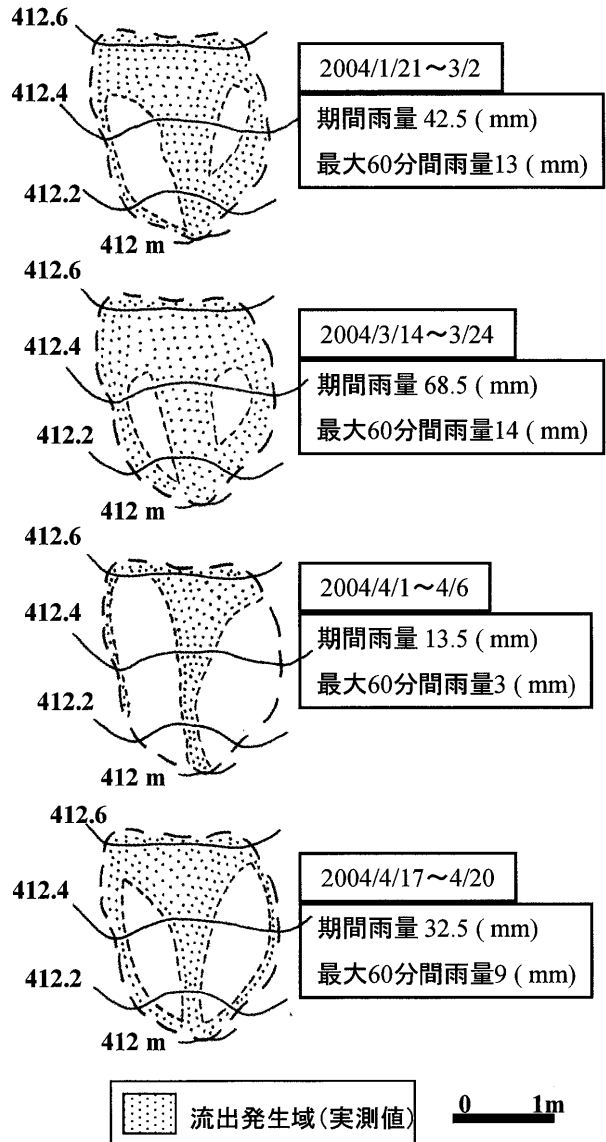 412.6
412.4
412.2
412 m
2004/1/21～3/2
期間雨量 42.5 ( mm)
最大60分間雨量13 ( mm)
412.6
412.4
412.2
412 m
2004/3/14～3/24
期間雨量 68.5 ( mm)
最大60分間雨量14 ( mm)
412.6
412.4
412.2
412 m
2004/4/1～4/6
期間雨量 13.5 ( mm)
最大60分間雨量3 ( mm)
412.6
412.4
412.2
412 m
2004/4/17～4/20
期間雨量 32.5 ( mm)
最大60分間雨量9 ( mm)
流出発生域(実測値)
0 1m